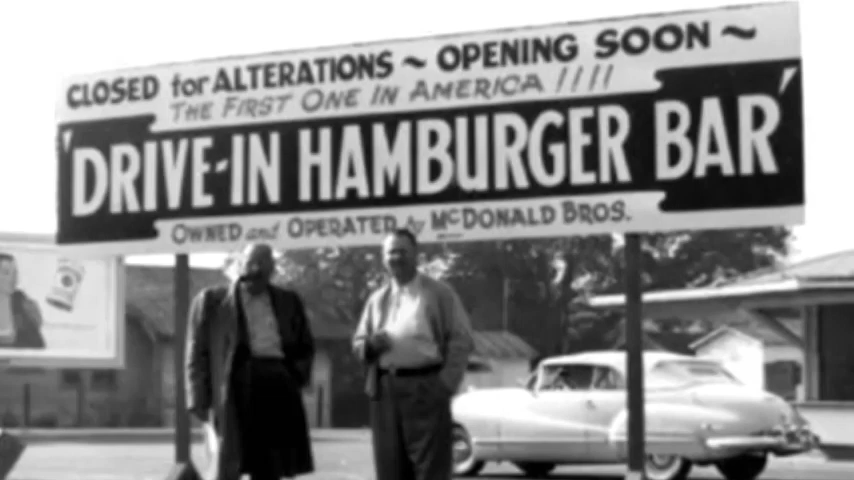 CLOSED for ALTERATIONS ~ OPENING SOON ~
THE FIRST ONE IN AMERICA !!!!
'DRIVE-IN HAMBURGER BAR'
OWNED and OPERATED by McDONALD BROS.